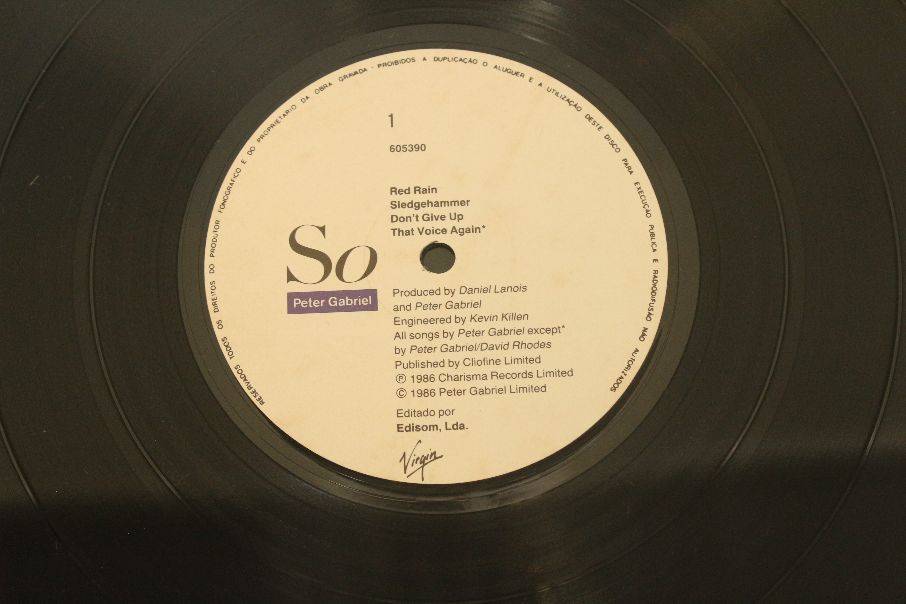 RESERVADOS TODOS OS DIREITOS DO PRODUTOR FONOGRÁFICO E DO PROPRIETÁRIO DA OBRA GRAVADA - PROIBIDOS A DUPLICAÇÃO O ALUGUER E A UTILIZAÇÃO DESTE DISCO PARA EXECUÇÃO PUBLICA E RADIODIFUSÃO NÃO AUTORIZADOS
1
605390
Red Rain
Sledgehammer
Don't Give Up
That Voice Again*
So
Peter Gabriel
Produced by Daniel Lanois
and Peter Gabriel
Engineered by Kevin Killen
All songs by Peter Gabriel except*
by Peter Gabriel/David Rhodes
Published by Cliofine Limited
Ⓟ 1986 Charisma Records Limited
© 1986 Peter Gabriel Limited
Editado por
Edisom, Lda.
Virgin